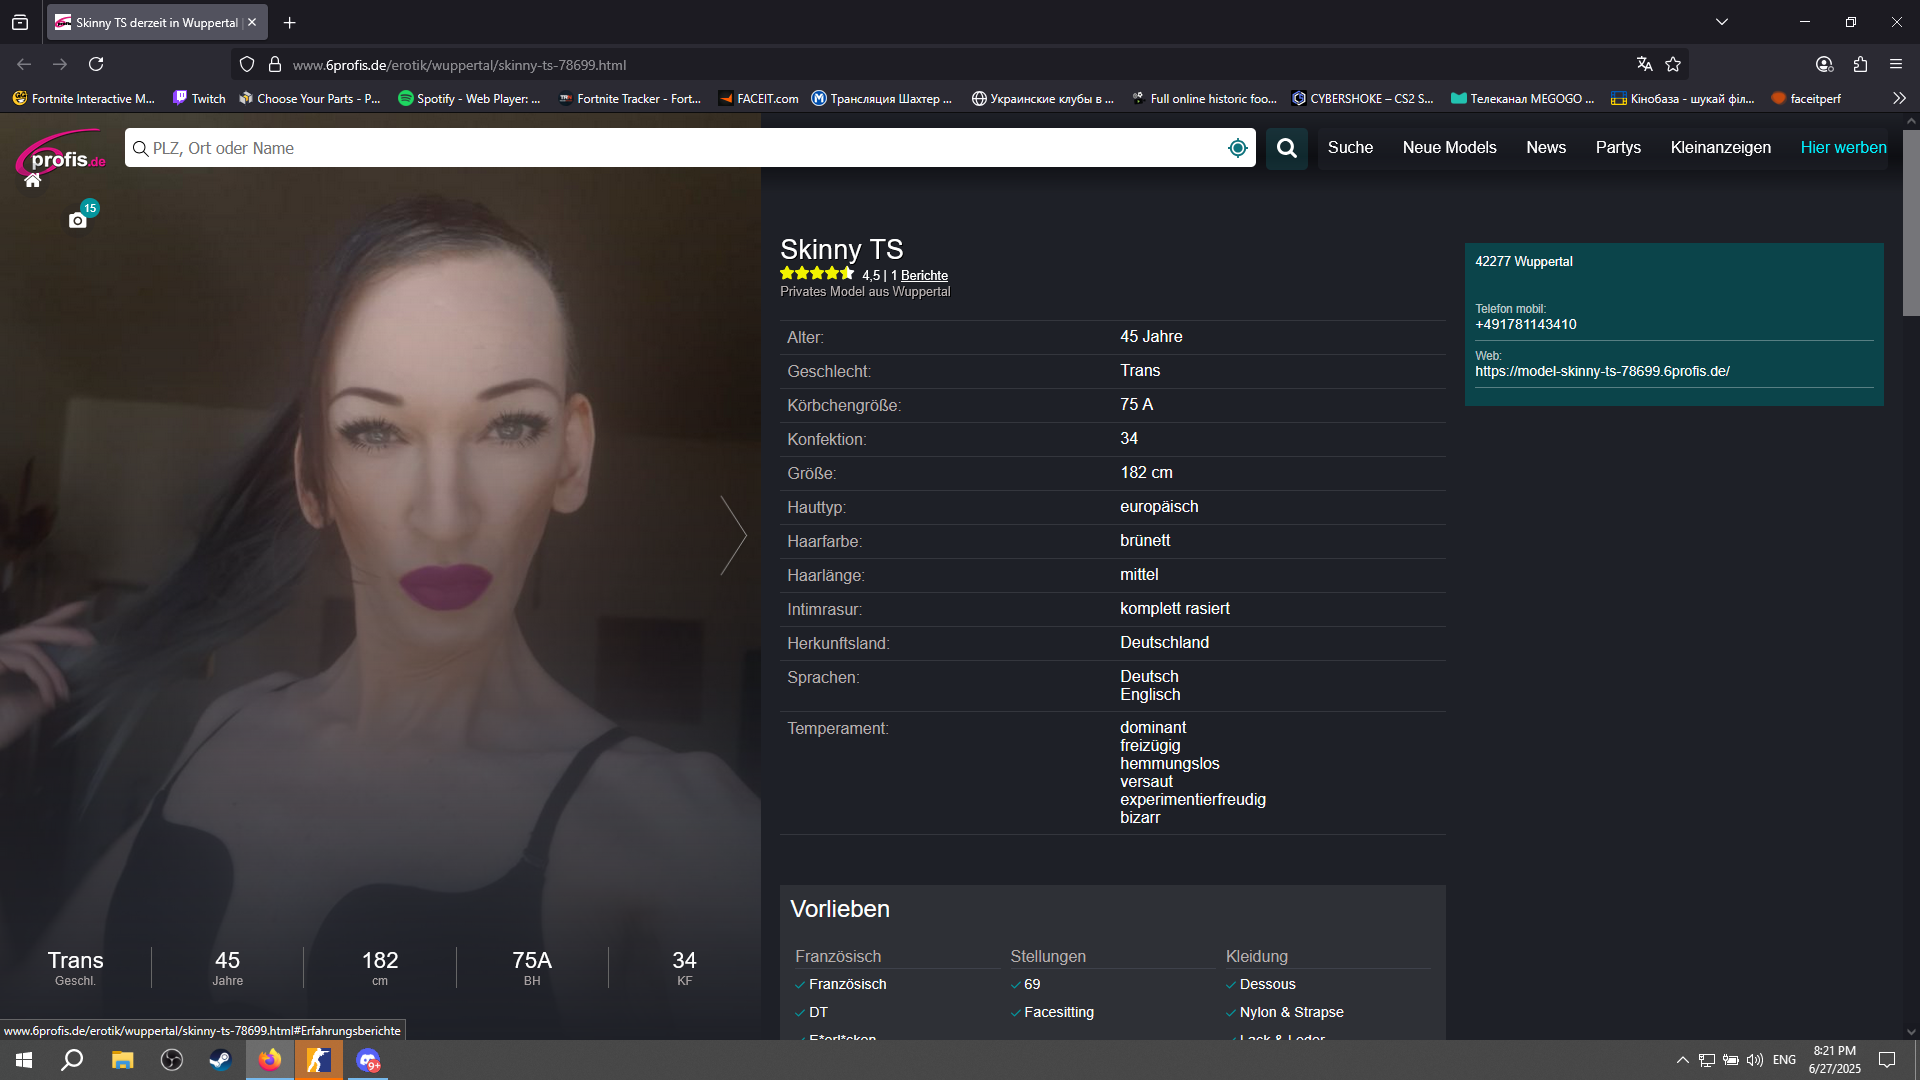 Skinny TS derzeit in Wuppertal |
www.6profis.de/erotik/wuppertal/skinny-ts-78699.html
Fortnite Interactive M...
Twitch
Choose Your Parts - P...
Spotify - Web Player: ...
Fortnite Tracker - Fort...
FACEIT.com
Трансляция Шахтер ...
Украинские клубы в ...
Full online historic foo...
CYBERSHOKE – CS2 S...
Телеканал MEGOGO ...
Кінобаза - шукай філ...
faceitperf
profis.de
PLZ, Ort oder Name
Suche
Neue Models
News
Partys
Kleinanzeigen
Hier werben
15
Skinny TS
4,5 | 1 Berichte
Privates Model aus Wuppertal
Alter: 45 Jahre
Geschlecht: Trans
Körbchengröße: 75 A
Konfektion: 34
Größe: 182 cm
Hauttyp: europäisch
Haarfarbe: brünett
Haarlänge: mittel
Intimrasur: komplett rasiert
Herkunftsland: Deutschland
Sprachen: Deutsch
Englisch
Temperament: dominant
freizügig
hemmungslos
versaut
experimentierfreudig
bizarr
42277 Wuppertal
Telefon mobil:
+491781143410
Web:
https://model-skinny-ts-78699.6profis.de/
Vorlieben
Französisch
Französisch
DT
E*erl*cken
Stellungen
69
Facesitting
Kleidung
Dessous
Nylon & Strapse
Lack & Leder
Trans
Geschl.
45
Jahre
182
cm
75A
BH
34
KF
www.6profis.de/erotik/wuppertal/skinny-ts-78699.html#Erfahrungsberichte
9+
ENG
8:21 PM
6/27/2025